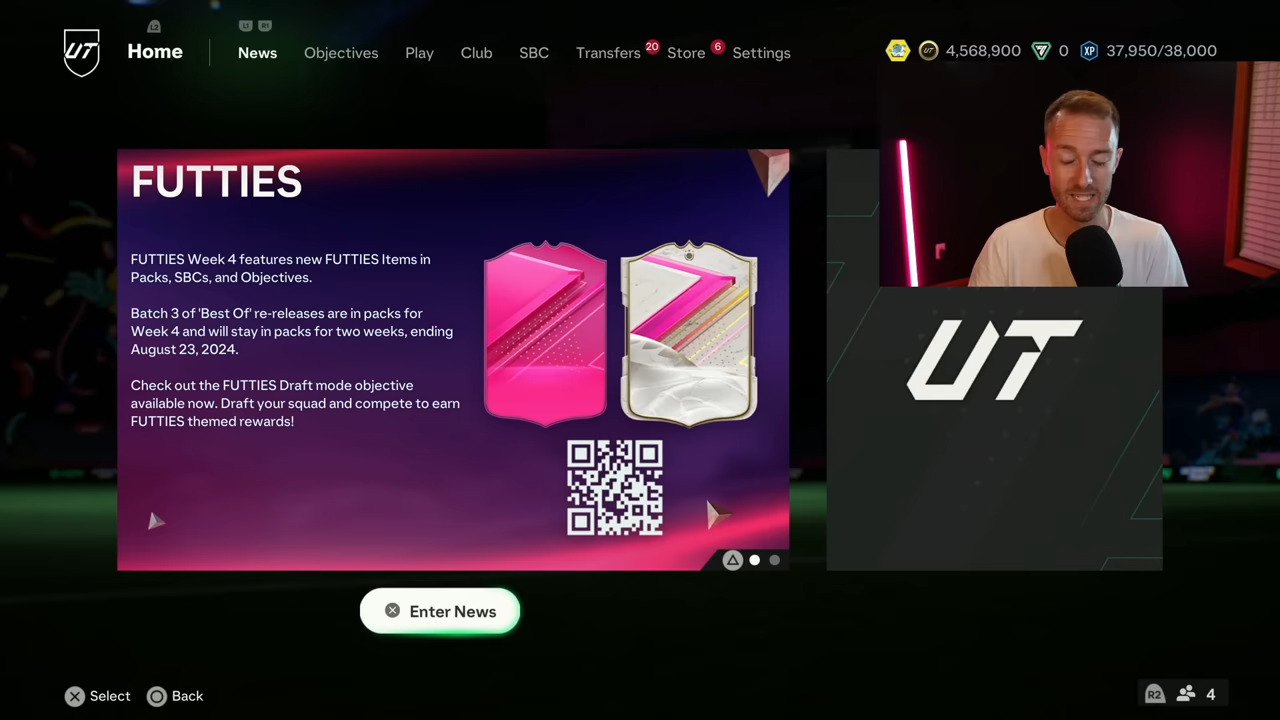 L2
L1 R1
UT
Home
News
Objectives
Play
Club
SBC
Transfers 20
Store 6
Settings
UT 4,568,900
0
XP 37,950/38,000
FUTTIES
FUTTIES Week 4 features new FUTTIES Items in
Packs, SBCs, and Objectives.
Batch 3 of 'Best Of' re-releases are in packs for
Week 4 and will stay in packs for two weeks, ending
August 23, 2024.
Check out the FUTTIES Draft mode objective
available now. Draft your squad and compete to earn
FUTTIES themed rewards!
UT
Enter News
Select
Back
R2
4